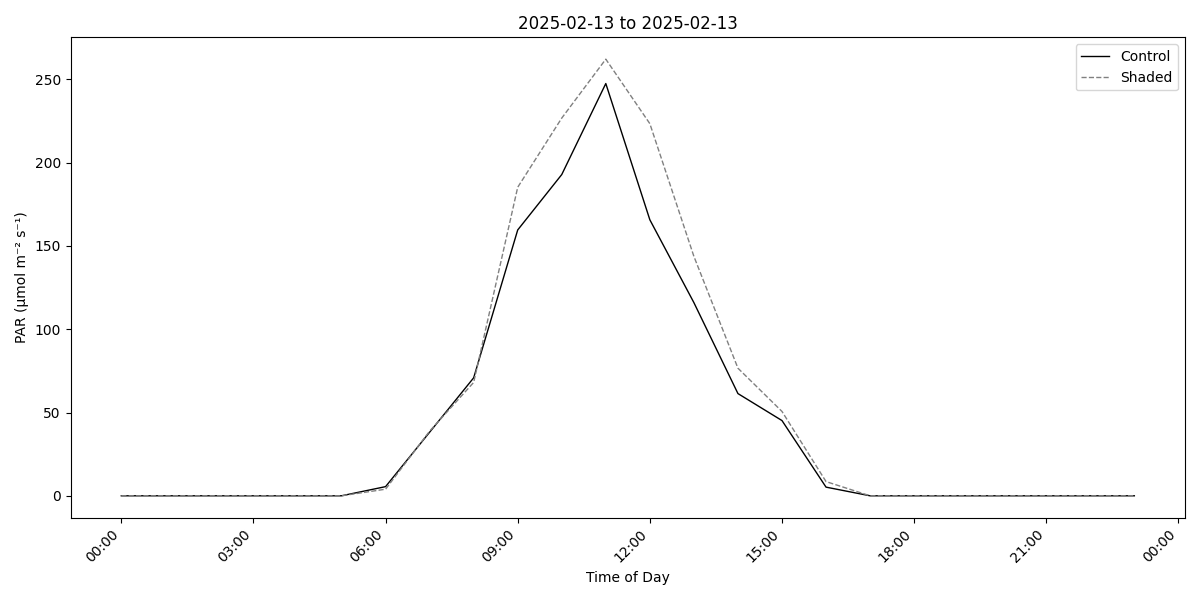 2025-02-13 to 2025-02-13
Control
Shaded
PAR (μmol m⁻² s⁻¹)
250
200
150
100
50
0
00:00 03:00 06:00 09:00 12:00 15:00 18:00 21:00 00:00
Time of Day